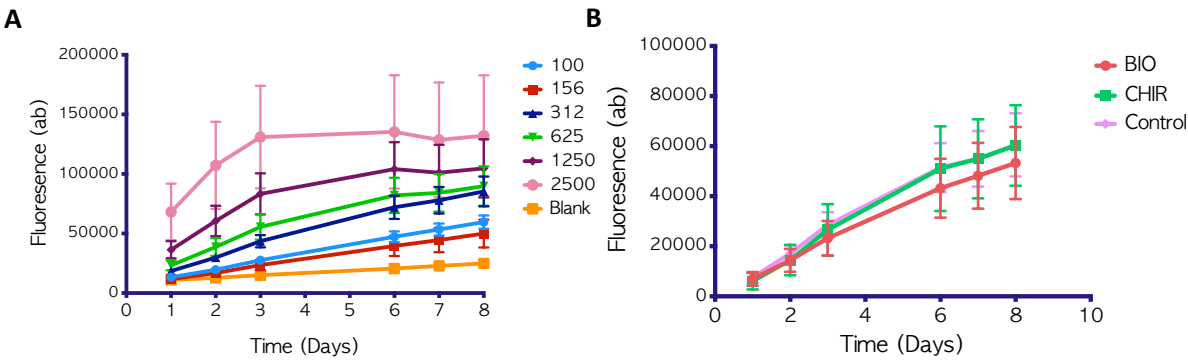 A
200000
150000
100000
50000
0
Fluoresence (ab)
0 1 2 3 4 5 6 7 8
Time (Days)
100
156
312
625
1250
2500
Blank
B
100000
80000
60000
40000
20000
0
Fluoresence (ab)
0 2 4 6 8 10
Time (Days)
BIO
CHIR
Control